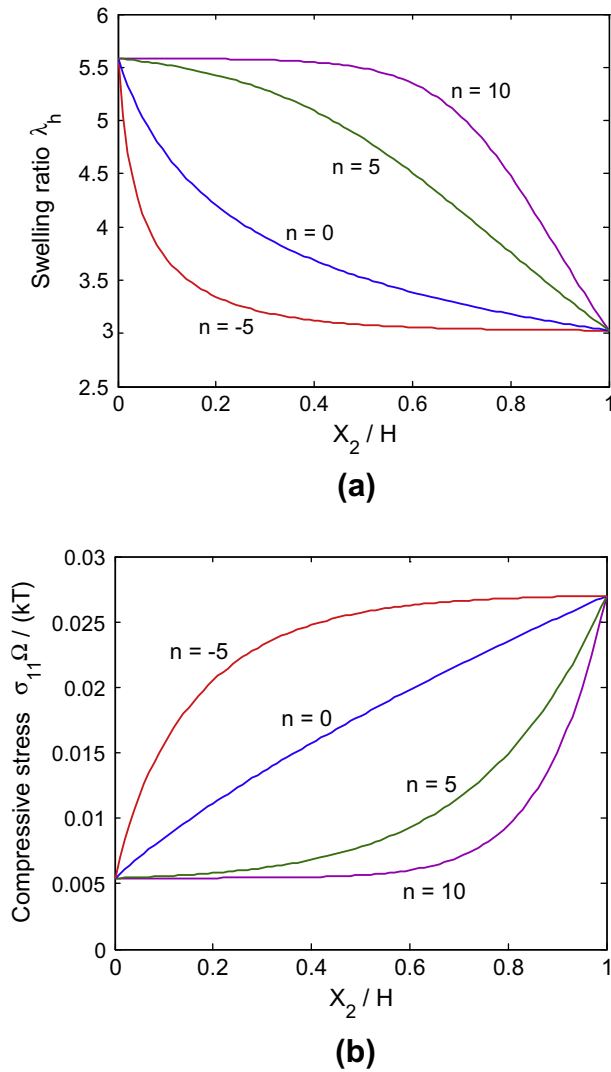 6
5.5
5
4.5
4
3.5
3
2.5
Swelling ratio λh
n = 10
n = 5
n = 0
n = -5
0 0.2 0.4 0.6 0.8 1
X2 / H
(a)
0.03
0.025
0.02
0.015
0.01
0.005
0
Compressive stress σ11Ω / (kT)
n = -5
n = 0
n = 5
n = 10
0 0.2 0.4 0.6 0.8 1
X2 / H
(b)